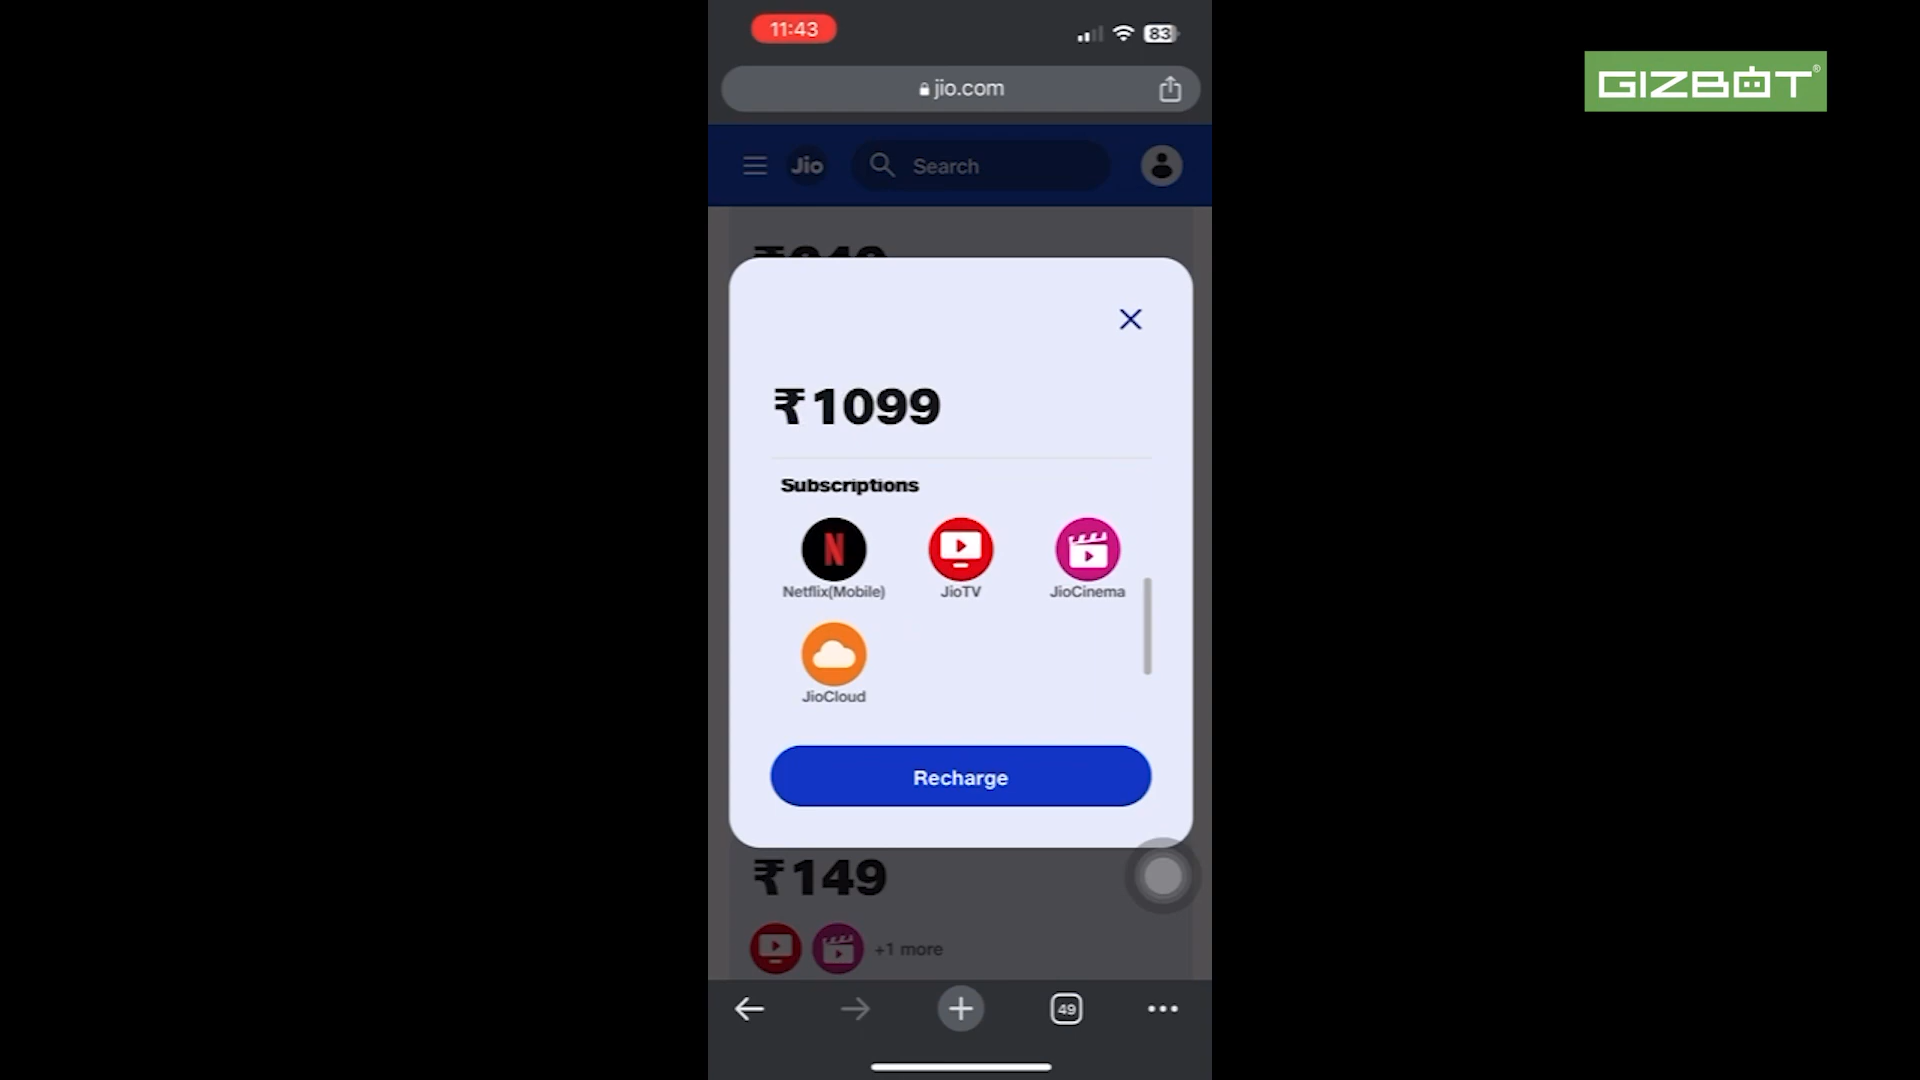 11:43
83
GIZBOT®
jio.com
Jio
Search
₹1099
Subscriptions
N
Netflix(Mobile)
JioTV
JioCinema
JioCloud
Recharge
₹149
+1 more
49